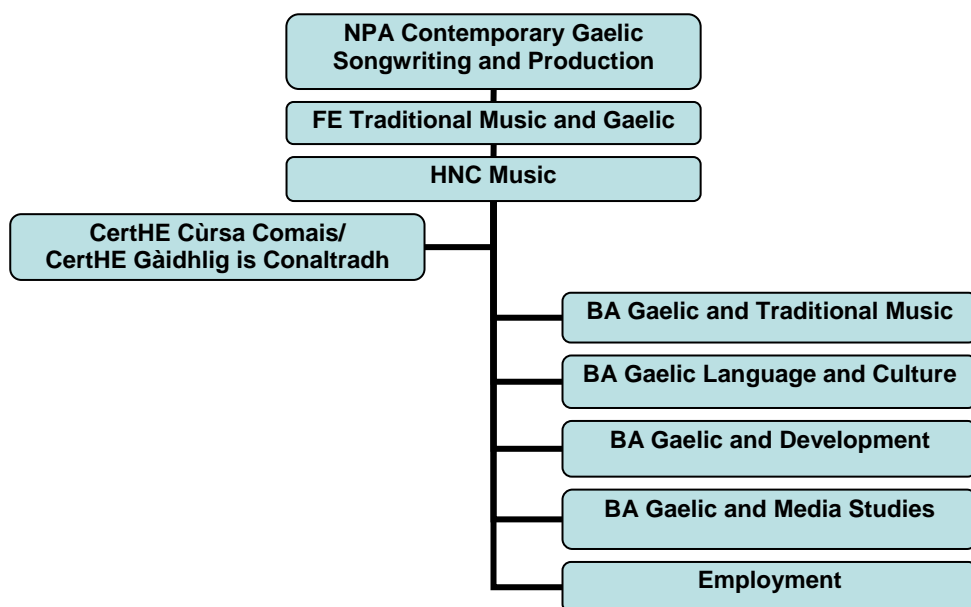 NPA Contemporary Gaelic
Songwriting and Production
FE Traditional Music and Gaelic
HNC Music
CertHE Cùrsa Comais/
CertHE Gàidhlig is Conaltradh
BA Gaelic and Traditional Music
BA Gaelic Language and Culture
BA Gaelic and Development
BA Gaelic and Media Studies
Employment